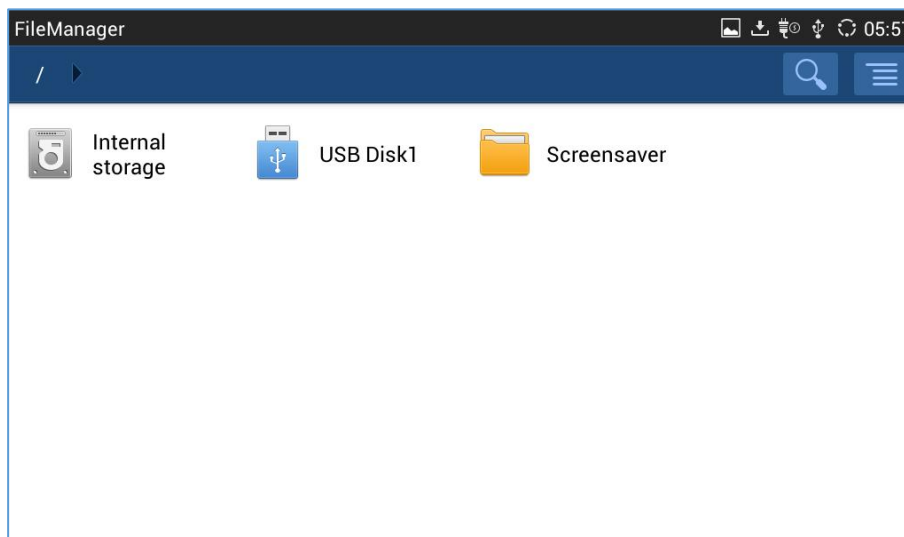 FileManager
05:57
/
Internal
storage
USB Disk1
Screensaver